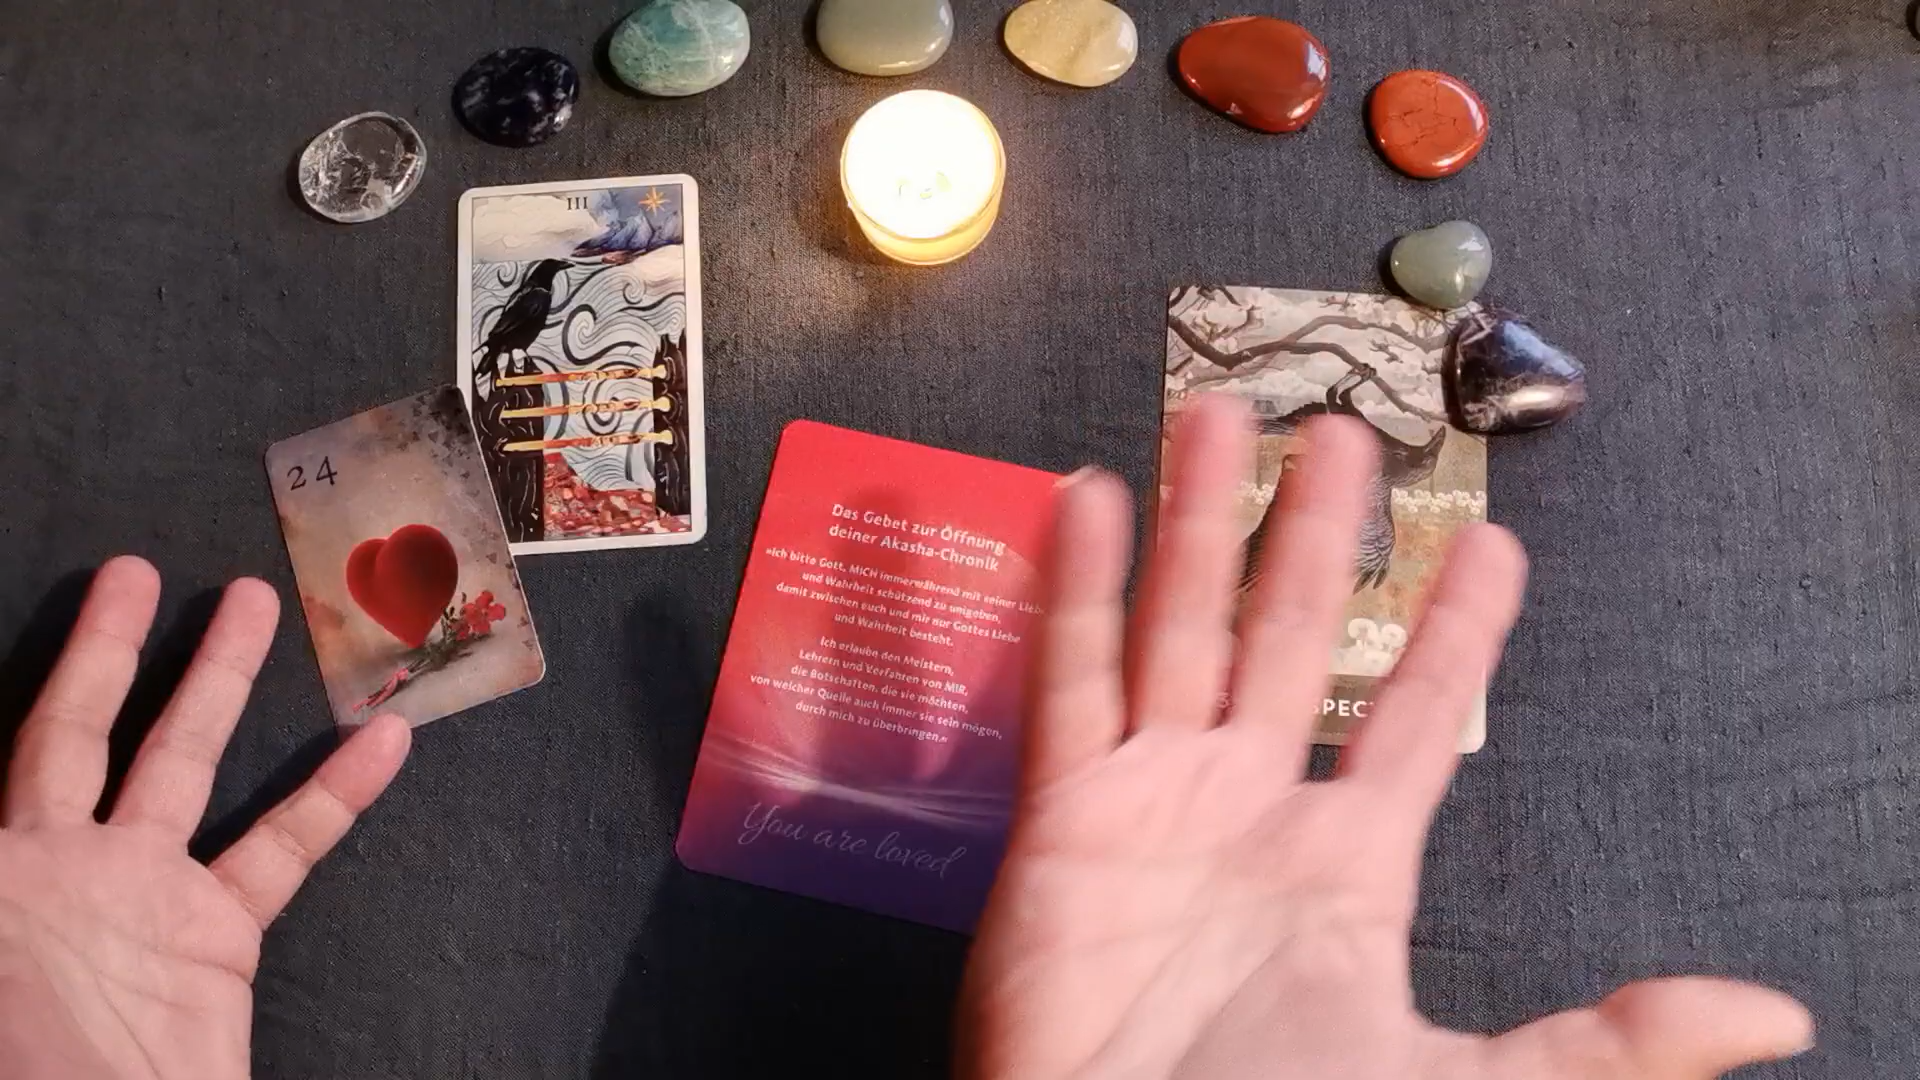 III
24
Das Gebet zur Öffnung
deiner Akasha-Chronik
»Ich bitte Gott, MICH immerwährend mit seiner Liebe
und Wahrheit schützend zu umgeben,
damit zwischen euch und mir nur Gottes Liebe
und Wahrheit besteht.
Ich erlaube den Meistern,
Lehrern und Verfahren von MIR,
die Botschaften, die sie möchten,
von welcher Quelle auch immer sie sein mögen,
durch mich zu überbringen.«
You are loved